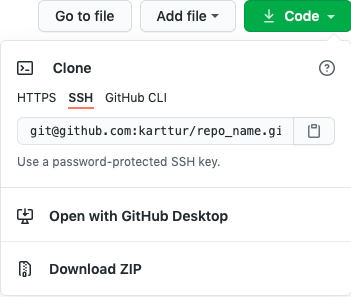 Go to file Add file Code
Clone
HTTPS SSH GitHub CLI
git@github.com:karttur/repo_name.gi
Use a password-protected SSH key.
Open with GitHub Desktop
Download ZIP